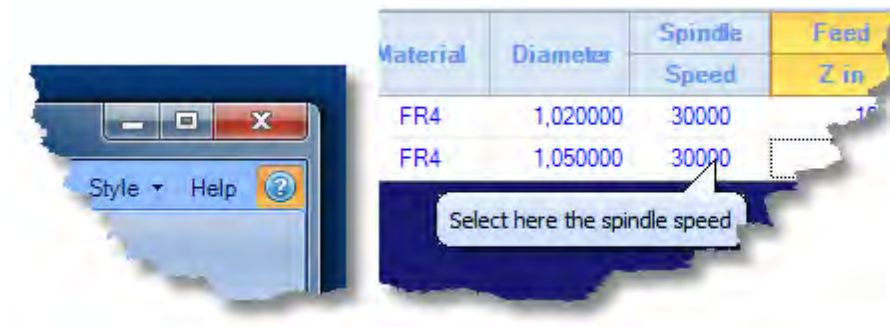 Style Help
Material Diameter Spindle Speed Feed Z in
FR4 1,020000 30000
FR4 1,050000 30000
Select here the spindle speed